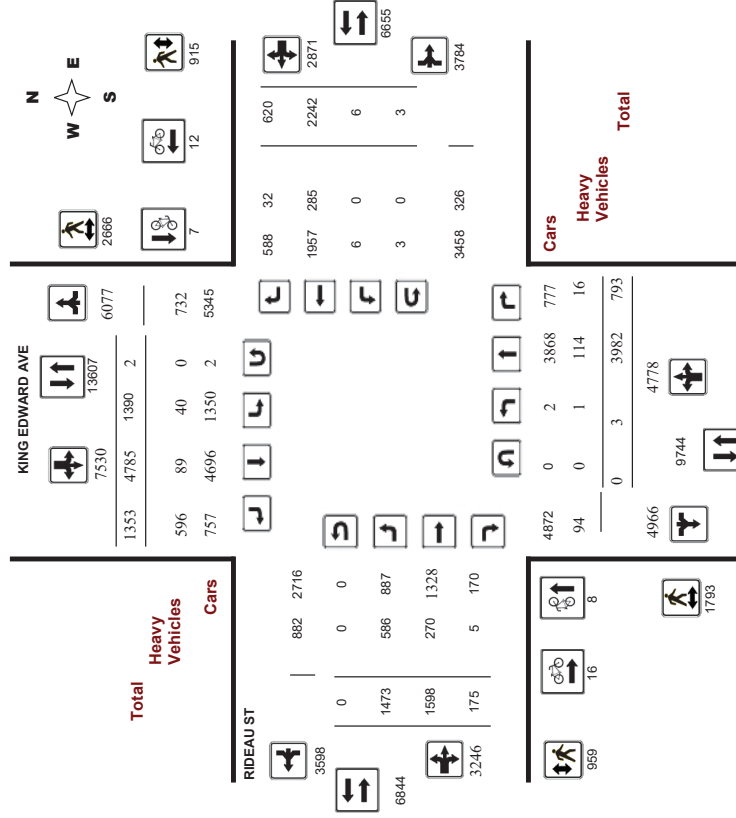 N
W E
S
2666
915
7
12
KING EDWARD AVE
7530
13607
6077
1353 4785 1390 2
596 89 40 0 732
757 4696 1350 2 5345
Total
Heavy
Vehicles
Cars
6655
2871
3784
588 32 620
1957 285 2242
6 0 6
3 0 3
3458 326
RIDEAU ST
3598
6844
3246
882 2716
0 0 0
1473 586 887
1598 270 1328
175 5 170
Cars
Heavy
Vehicles
Total
4872 0 2 3868 777
94 0 1 114 16
0 3 3982 793
4966
9744
4778
959
16
8
1793